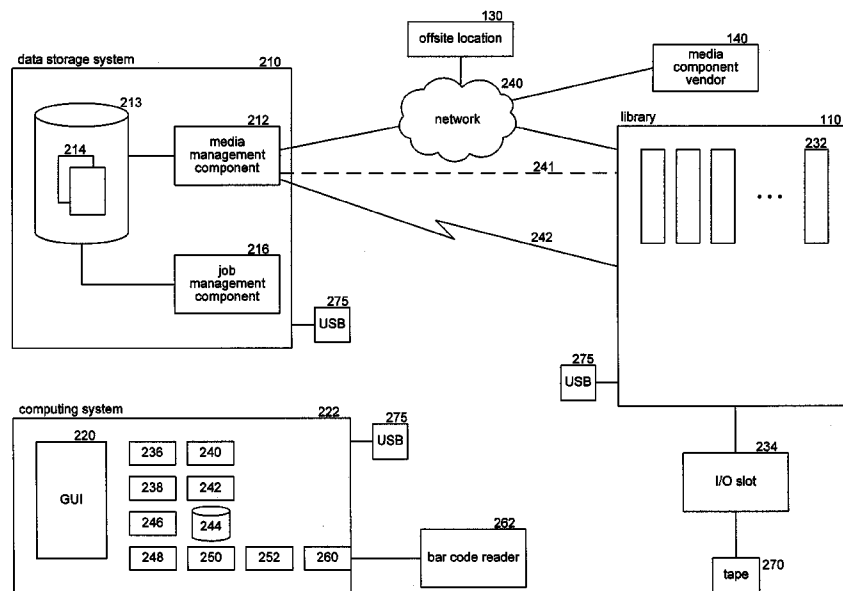 130
offsite location
140
media
component
vendor
data storage system
210
240
network
library
110
213
212
media
management
component
214
232
241
...
242
216
job
management
component
275
USB
275
USB
computing system
222
275
USB
220
GUI
236
240
238
242
246
244
248
250
252
260
262
bar code reader
234
I/O slot
tape
270